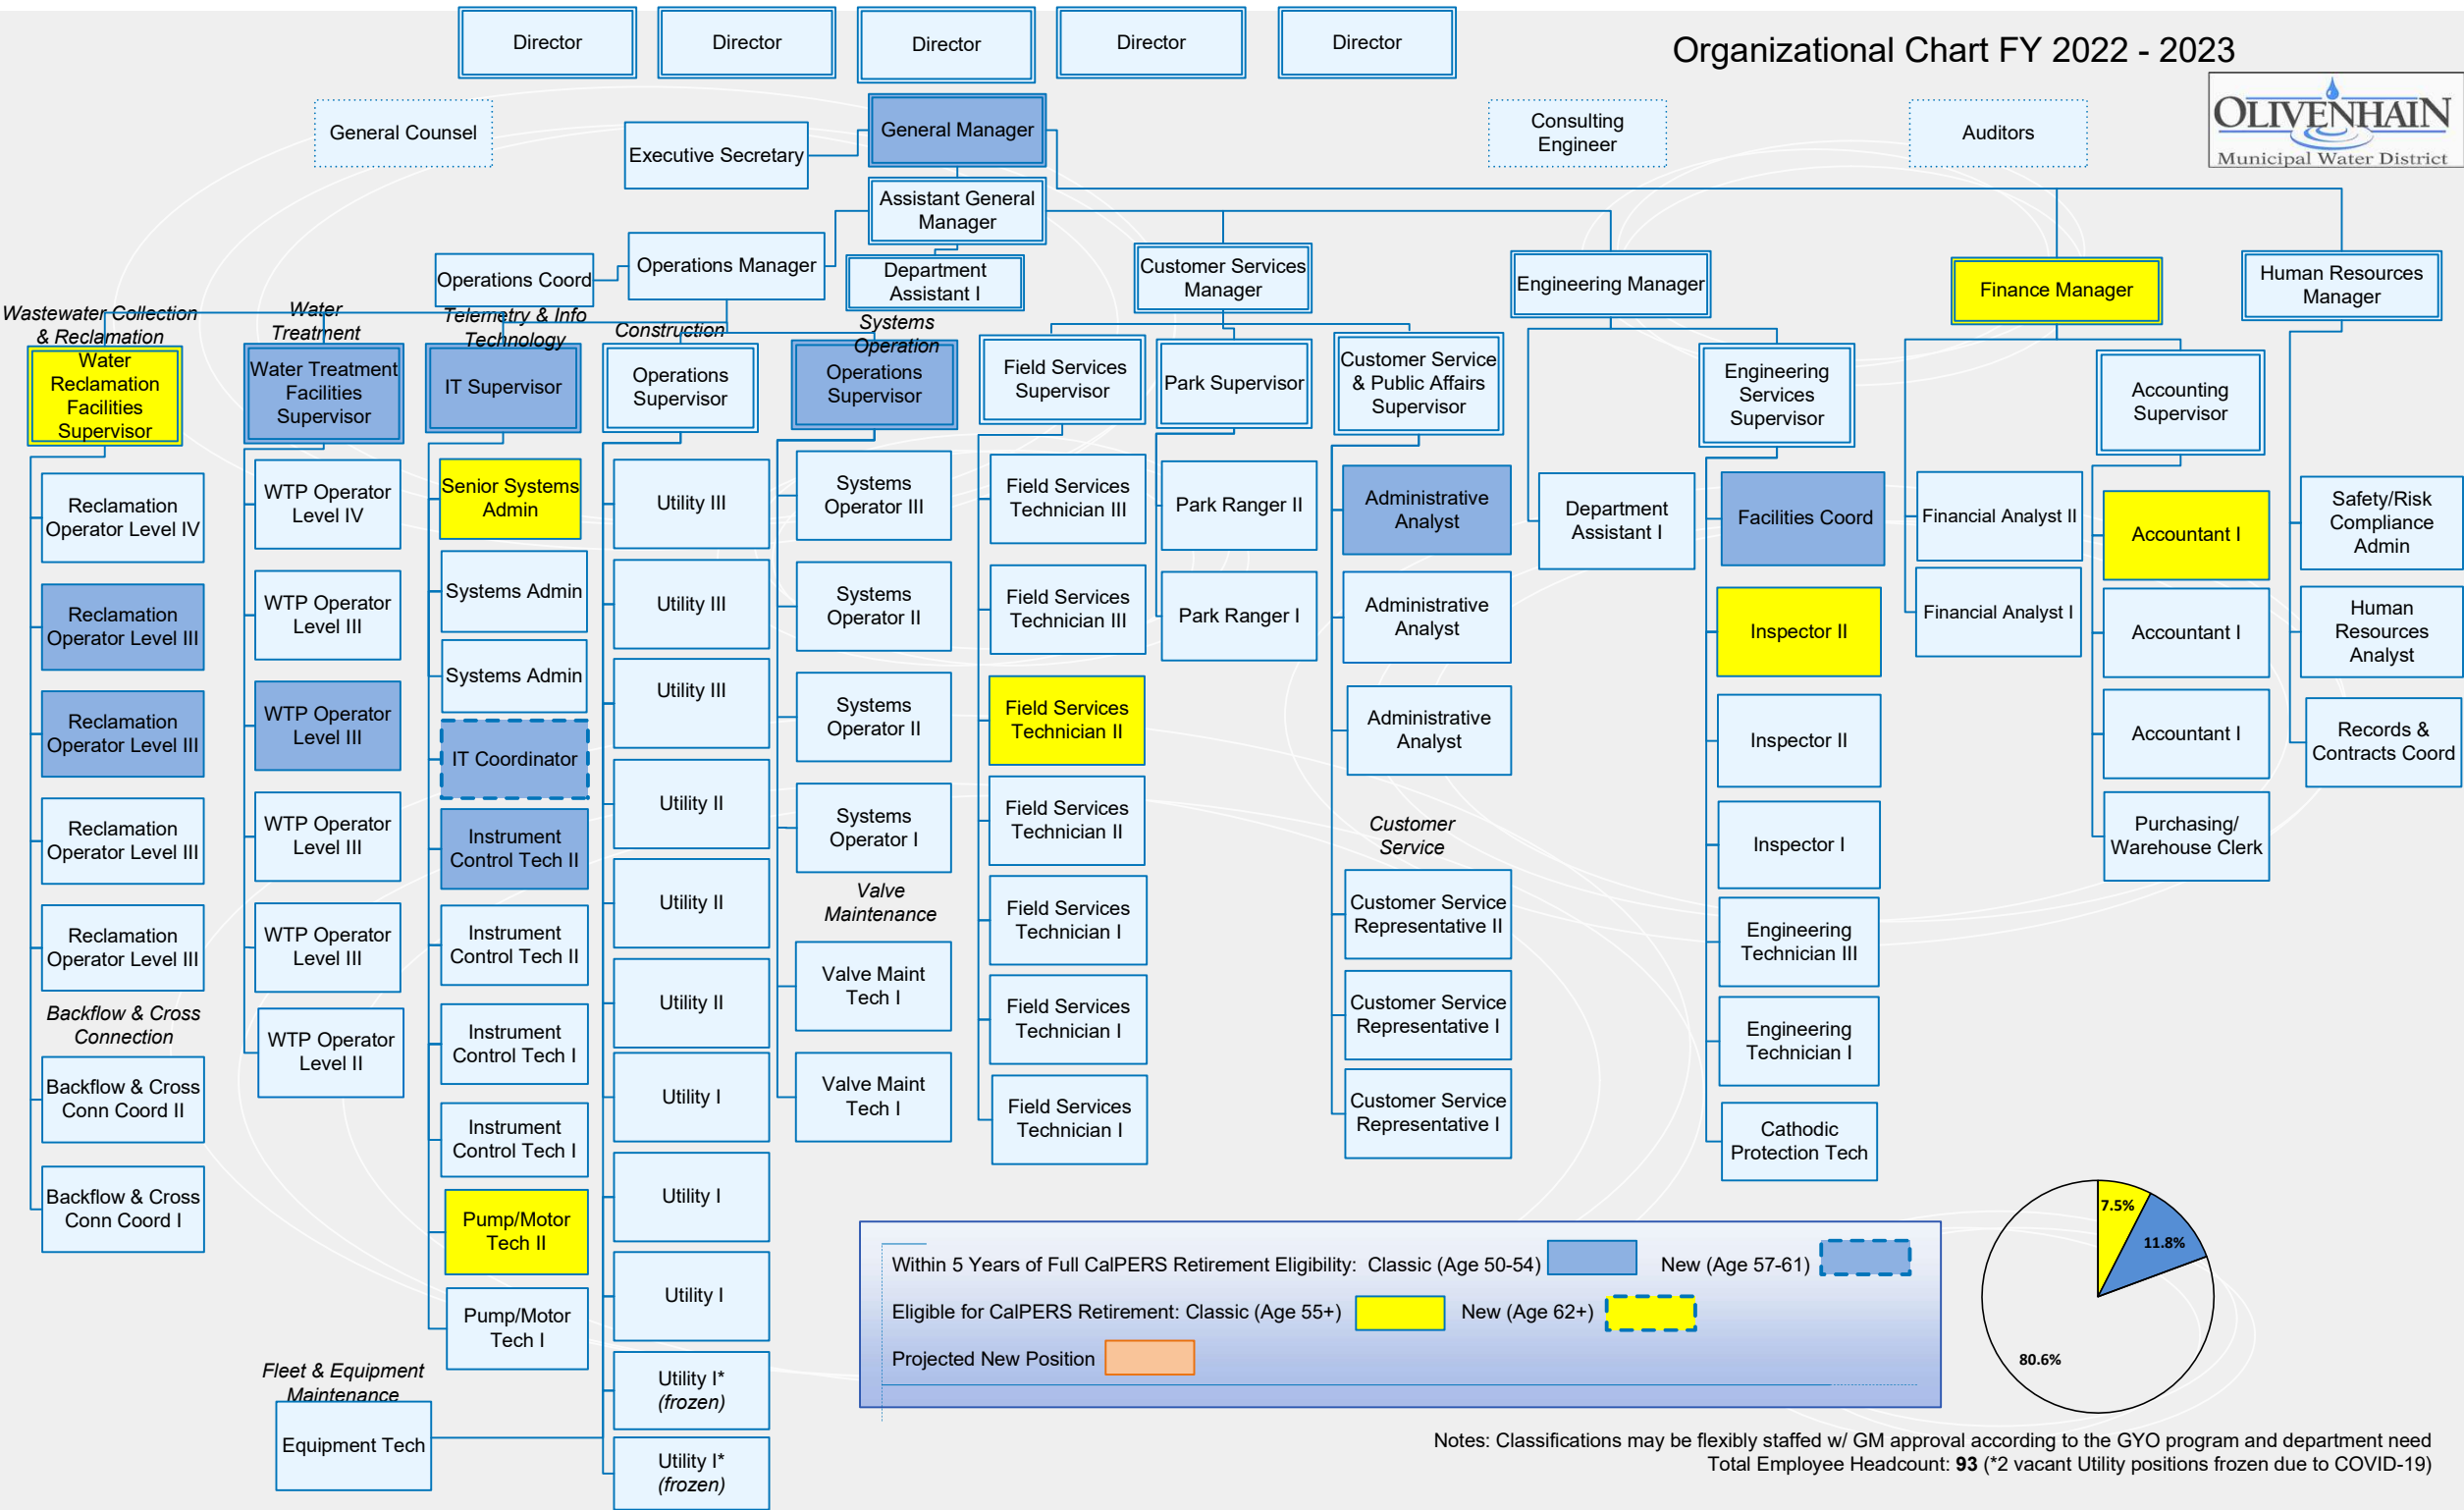 Director
Director
Director
Director
Director
Organizational Chart FY 2022 - 2023
OLIVENHAIN
Municipal Water District
General Counsel
Executive Secretary
General Manager
Consulting
Engineer
Auditors
Assistant General
Manager
Operations Coord
Operations Manager
Department
Assistant I
Customer Services
Manager
Engineering Manager
Finance Manager
Human Resources
Manager
Wastewater Collection
& Reclamation
Water
Reclamation
Facilities
Supervisor
Reclamation
Operator Level IV
Reclamation
Operator Level III
Reclamation
Operator Level III
Reclamation
Operator Level III
Reclamation
Operator Level III
Backflow & Cross
Connection
Backflow & Cross
Conn Coord II
Backflow & Cross
Conn Coord I
Water
Treatment
Water Treatment
Facilities
Supervisor
WTP Operator
Level IV
WTP Operator
Level III
WTP Operator
Level III
WTP Operator
Level III
WTP Operator
Level III
WTP Operator
Level II
Telemetry & Info
Technology
IT Supervisor
Senior Systems
Admin
Systems Admin
Systems Admin
IT Coordinator
Instrument
Control Tech II
Instrument
Control Tech II
Instrument
Control Tech I
Instrument
Control Tech I
Pump/Motor
Tech II
Pump/Motor
Tech I
Fleet & Equipment
Maintenance
Equipment Tech
Construction
Operations
Supervisor
Utility III
Utility III
Utility III
Utility II
Utility II
Utility II
Utility I
Utility I
Utility I
Utility I*
(frozen)
Utility I*
(frozen)
Systems
Operation
Operations
Supervisor
Systems
Operator III
Systems
Operator II
Systems
Operator II
Systems
Operator I
Valve
Maintenance
Valve Maint
Tech I
Valve Maint
Tech I
Field Services
Supervisor
Field Services
Technician III
Field Services
Technician III
Field Services
Technician II
Field Services
Technician II
Field Services
Technician I
Field Services
Technician I
Field Services
Technician I
Park Supervisor
Park Ranger II
Park Ranger I
Customer Service
& Public Affairs
Supervisor
Administrative
Analyst
Administrative
Analyst
Administrative
Analyst
Customer
Service
Customer Service
Representative II
Customer Service
Representative I
Customer Service
Representative I
Department
Assistant I
Engineering
Services
Supervisor
Facilities Coord
Inspector II
Inspector II
Inspector I
Engineering
Technician III
Engineering
Technician I
Cathodic
Protection Tech
Financial Analyst II
Financial Analyst I
Accounting
Supervisor
Accountant I
Accountant I
Accountant I
Purchasing/
Warehouse Clerk
Safety/Risk
Compliance
Admin
Human
Resources
Analyst
Records &
Contracts Coord
Within 5 Years of Full CalPERS Retirement Eligibility: Classic (Age 50-54) New (Age 57-61)
Eligible for CalPERS Retirement: Classic (Age 55+) New (Age 62+)
Projected New Position
7.5%
11.8%
80.6%
Notes: Classifications may be flexibly staffed w/ GM approval according to the GYO program and department need
Total Employee Headcount: 93 (*2 vacant Utility positions frozen due to COVID-19)